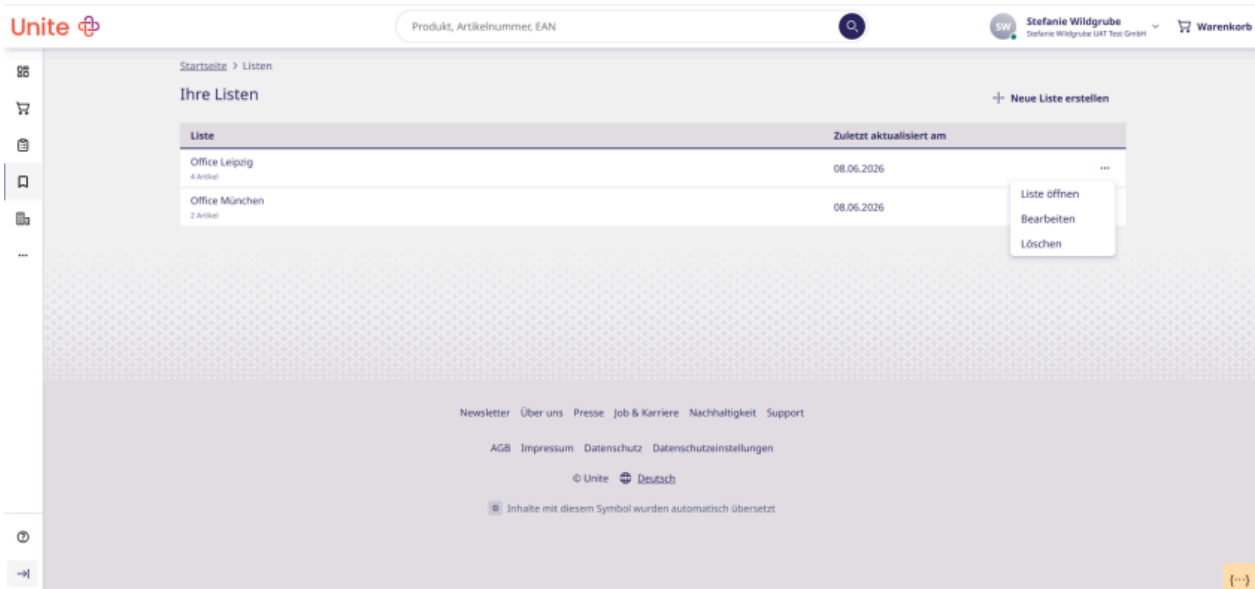 Unite
Produkt, Artikelnummer, EAN
SW
Stefanie Wildgrube
Stefanie Wildgrube UAT Test GmbH
Warenkorb
Startseite > Listen
Ihre Listen
Neue Liste erstellen
Liste Zuletzt aktualisiert am
Office Leipzig
4 Artikel
08.06.2026
...
Liste öffnen
Office München
2 Artikel
08.06.2026
Bearbeiten
Löschen
...
Newsletter Über uns Presse Job & Karriere Nachhaltigkeit Support
AGB Impressum Datenschutz Datenschutzeinstellungen
© Unite Deutsch
Inhalte mit diesem Symbol wurden automatisch übersetzt
{...}